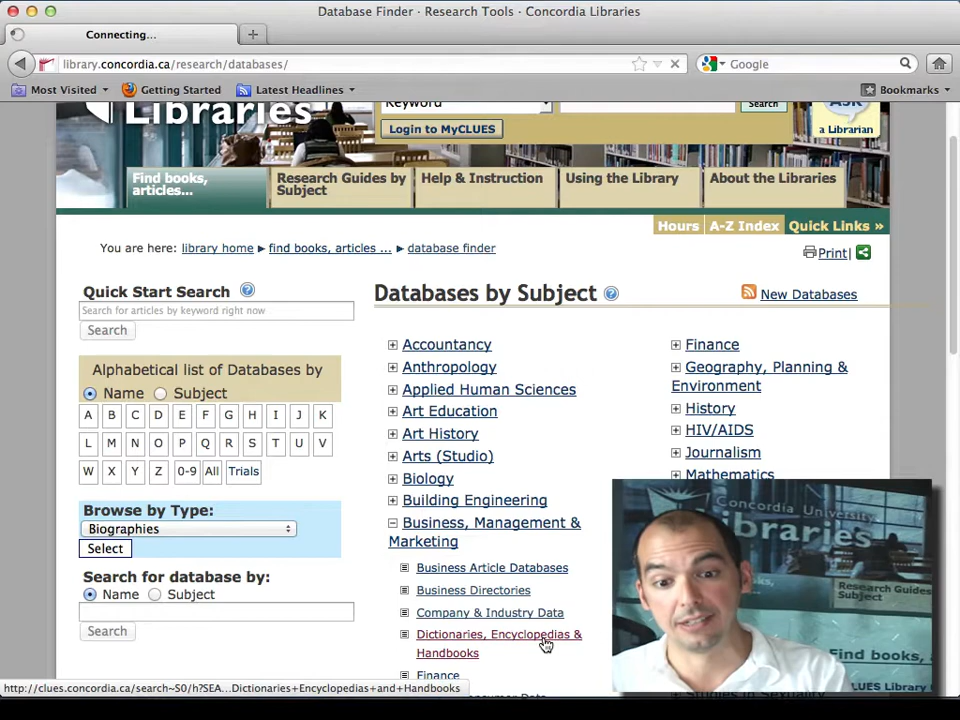 Database Finder · Research Tools · Concordia Libraries
Connecting...
library.concordia.ca/research/databases/
Google
Most Visited
Getting Started
Latest Headlines
Bookmarks
Libraries
Keyword
Search
Login to MyCLUES
ASK
a Librarian
Find books, articles...
Research Guides by Subject
Help & Instruction
Using the Library
About the Libraries
Hours
A-Z Index
Quick Links »
You are here: library home ▸ find books, articles ... ▸ database finder
Print|
Quick Start Search
Search for articles by keyword right now
Search
Alphabetical list of Databases by
Name Subject
A B C D E F G H I J K
L M N O P Q R S T U V
W X Y Z 0-9 All Trials
Browse by Type:
Biographies
Select
Search for database by:
Name Subject
Search
Databases by Subject
New Databases
Accountancy
Anthropology
Applied Human Sciences
Art Education
Art History
Arts (Studio)
Biology
Building Engineering
Business, Management &
Marketing
Business Article Databases
Business Directories
Company & Industry Data
Dictionaries, Encyclopedias &
Handbooks
Finance
Finance
Geography, Planning &
Environment
History
HIV/AIDS
Journalism
Mathematics
Concordia University
Libraries
Research Guides
Subject
Find books,
articles...
CLUES Library
http://clues.concordia.ca/search~S0/h?SEA...Dictionaries+Encyclopedias+and+Handbooks